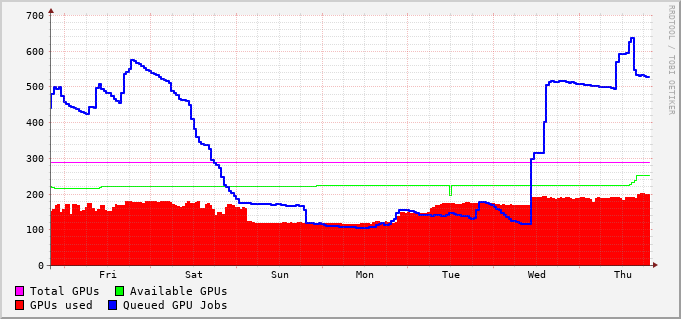 700
600
500
400
300
200
100
0
Fri Sat Sun Mon Tue Wed Thu
Total GPUs Available GPUs
GPUs used Queued GPU Jobs
RRDTOOL / TOBI OETIKER